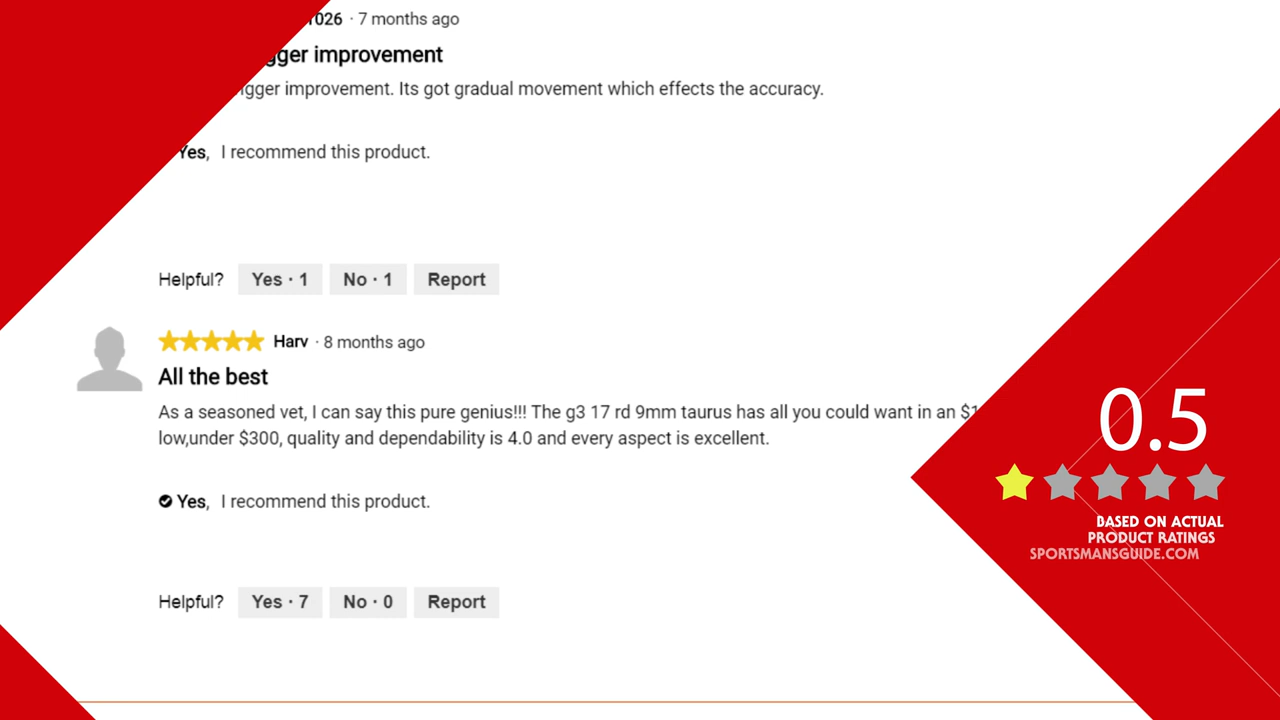 026 · 7 months ago
improvement
improvement. Its got gradual movement which effects the accuracy.
Yes, I recommend this product.
Helpful? Yes · 1 No · 1 Report
Harv · 8 months ago
All the best
As a seasoned vet, I can say this pure genius!!! The g3 17 rd 9mm taurus has all you could want in an
low,under $300, quality and dependability is 4.0 and every aspect is excellent.
Yes, I recommend this product.
Helpful? Yes · 7 No · 0 Report
0.5
BASED ON ACTUAL
PRODUCT RATINGS
SPORTSMANSGUIDE.COM